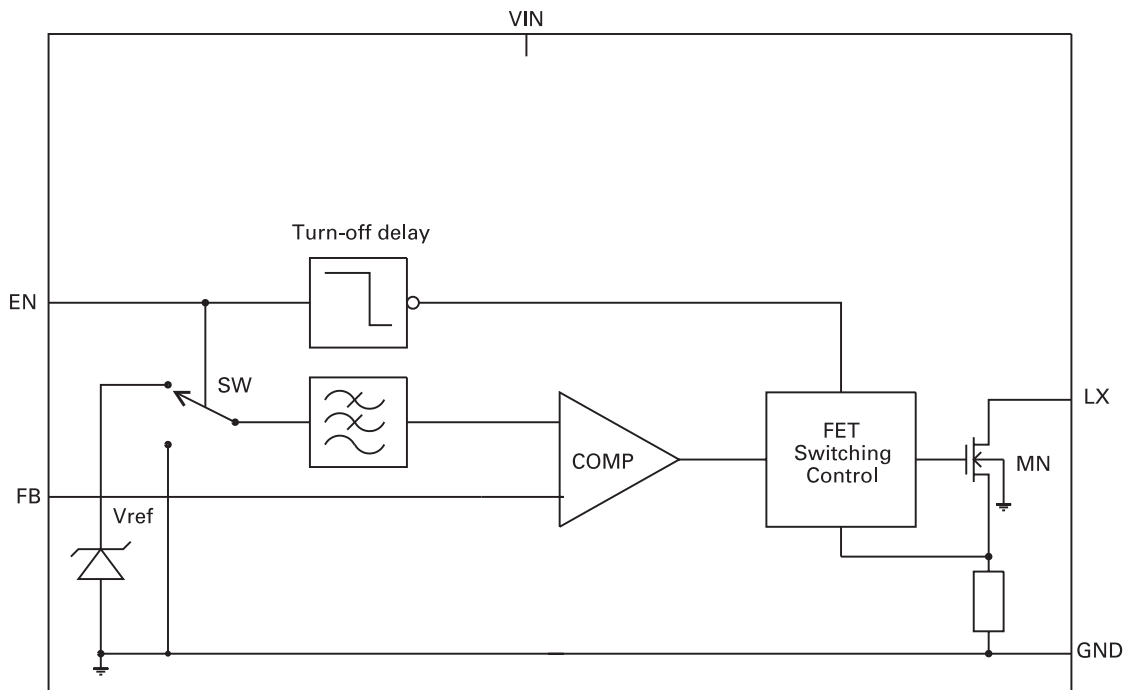 VIN
Turn-off delay
EN
SW
LX
FET
Switching
Control
COMP
MN
FB
Vref
GND